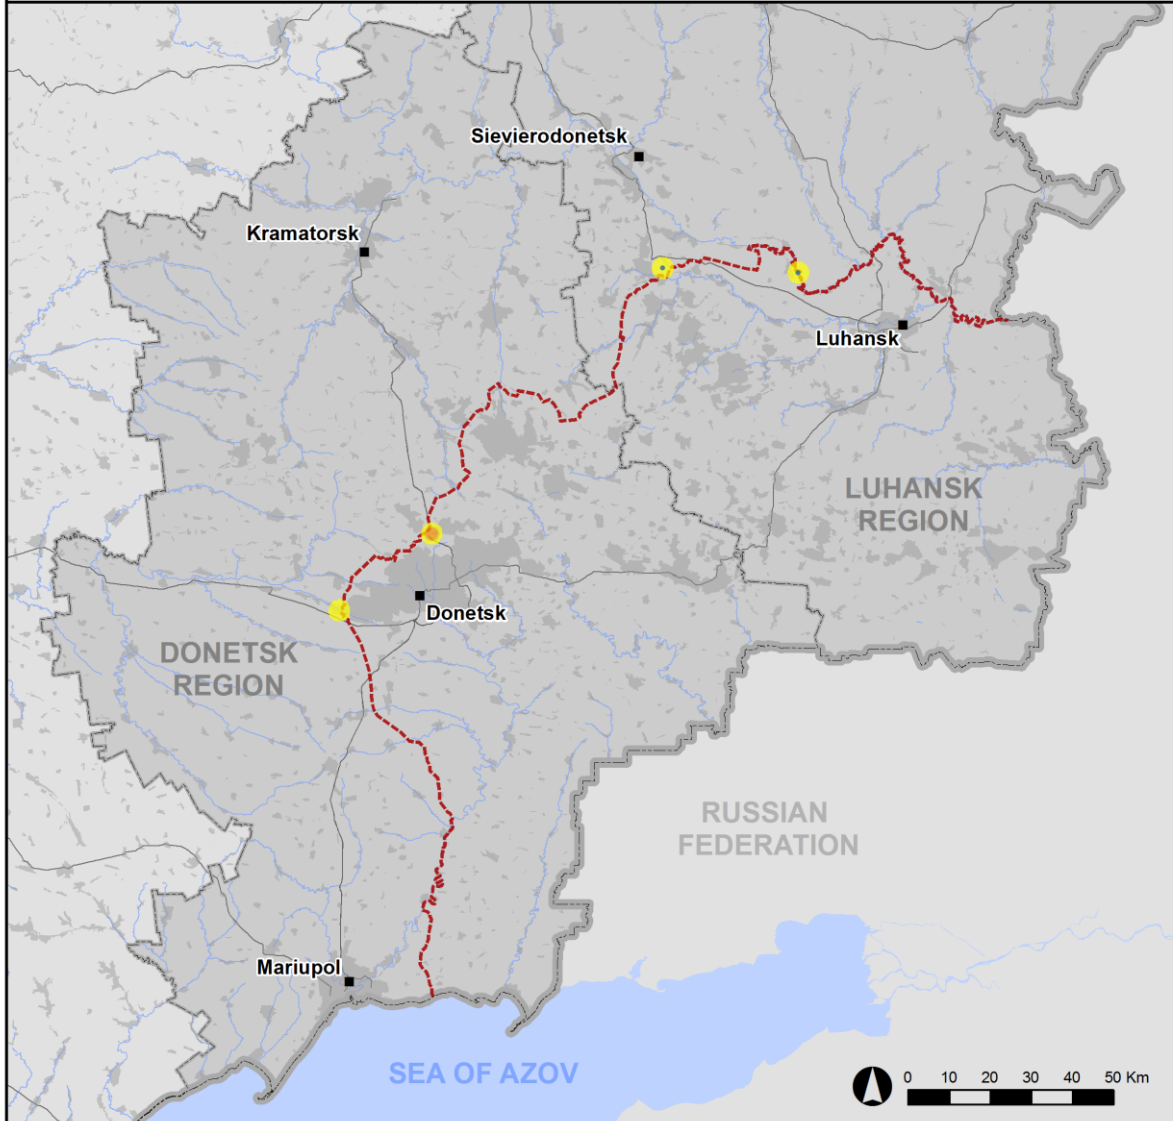 Sievierodonetsk
Kramatorsk
Luhansk
LUHANSK
REGION
Donetsk
DONETSK
REGION
RUSSIAN
FEDERATION
Mariupol
SEA OF AZOV
0 10 20 30 40 50 Km